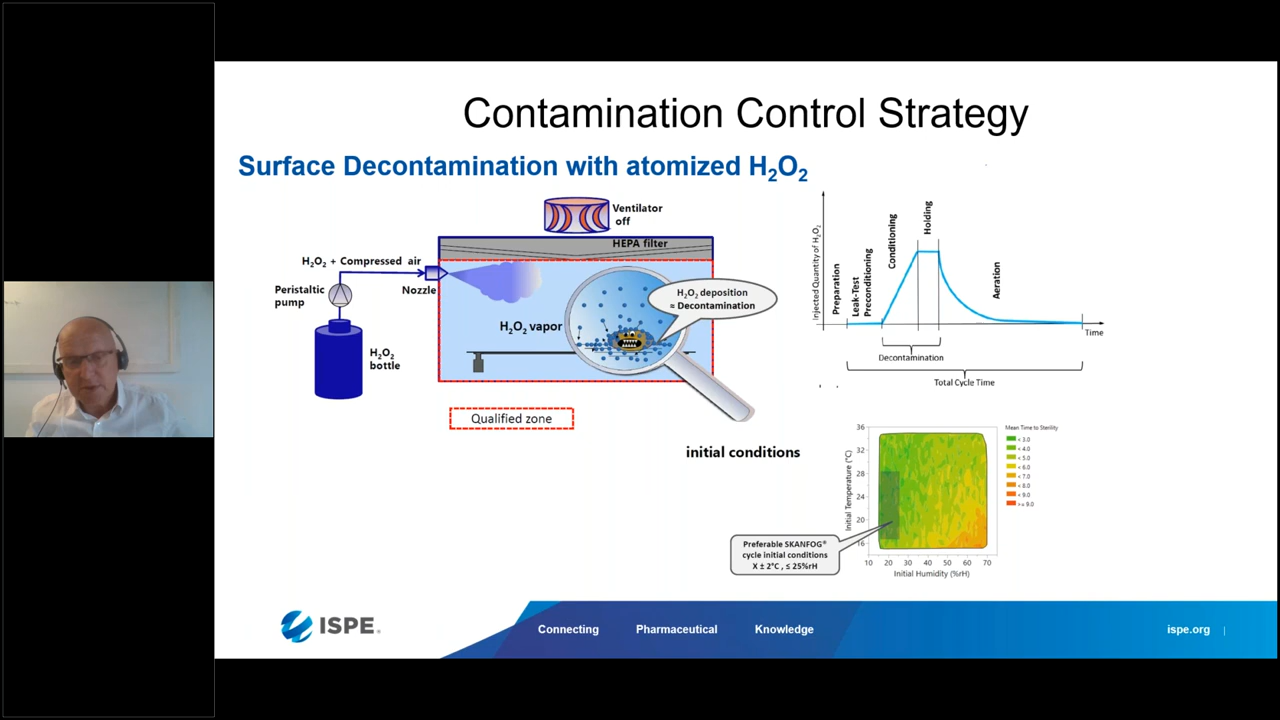 Contamination Control Strategy
Surface Decontamination with atomized H₂O₂
Ventilator
off
HEPA filter
H₂O₂ + Compressed air
Peristaltic
pump
Nozzle
H₂O₂ deposition
= Decontamination
H₂O₂ vapor
H₂O₂
bottle
Qualified zone
Injected Quantity of H₂O₂
Preparation
Leak-Test
Preconditioning
Conditioning
Holding
Aeration
Time
Decontamination
Total Cycle Time
initial conditions
Mean Time to Sterility
< 3.0
< 4.0
< 5.0
< 6.0
< 7.0
< 8.0
< 9.0
>= 9.0
Initial Temperature (°C)
36
32
28
24
20
16
10 20 30 40 50 60 70
Initial Humidity (%rH)
Preferable SKANFOG®
cycle initial conditions
X ± 2°C , ≤ 25%rH
ISPE®
Connecting Pharmaceutical Knowledge
ispe.org |